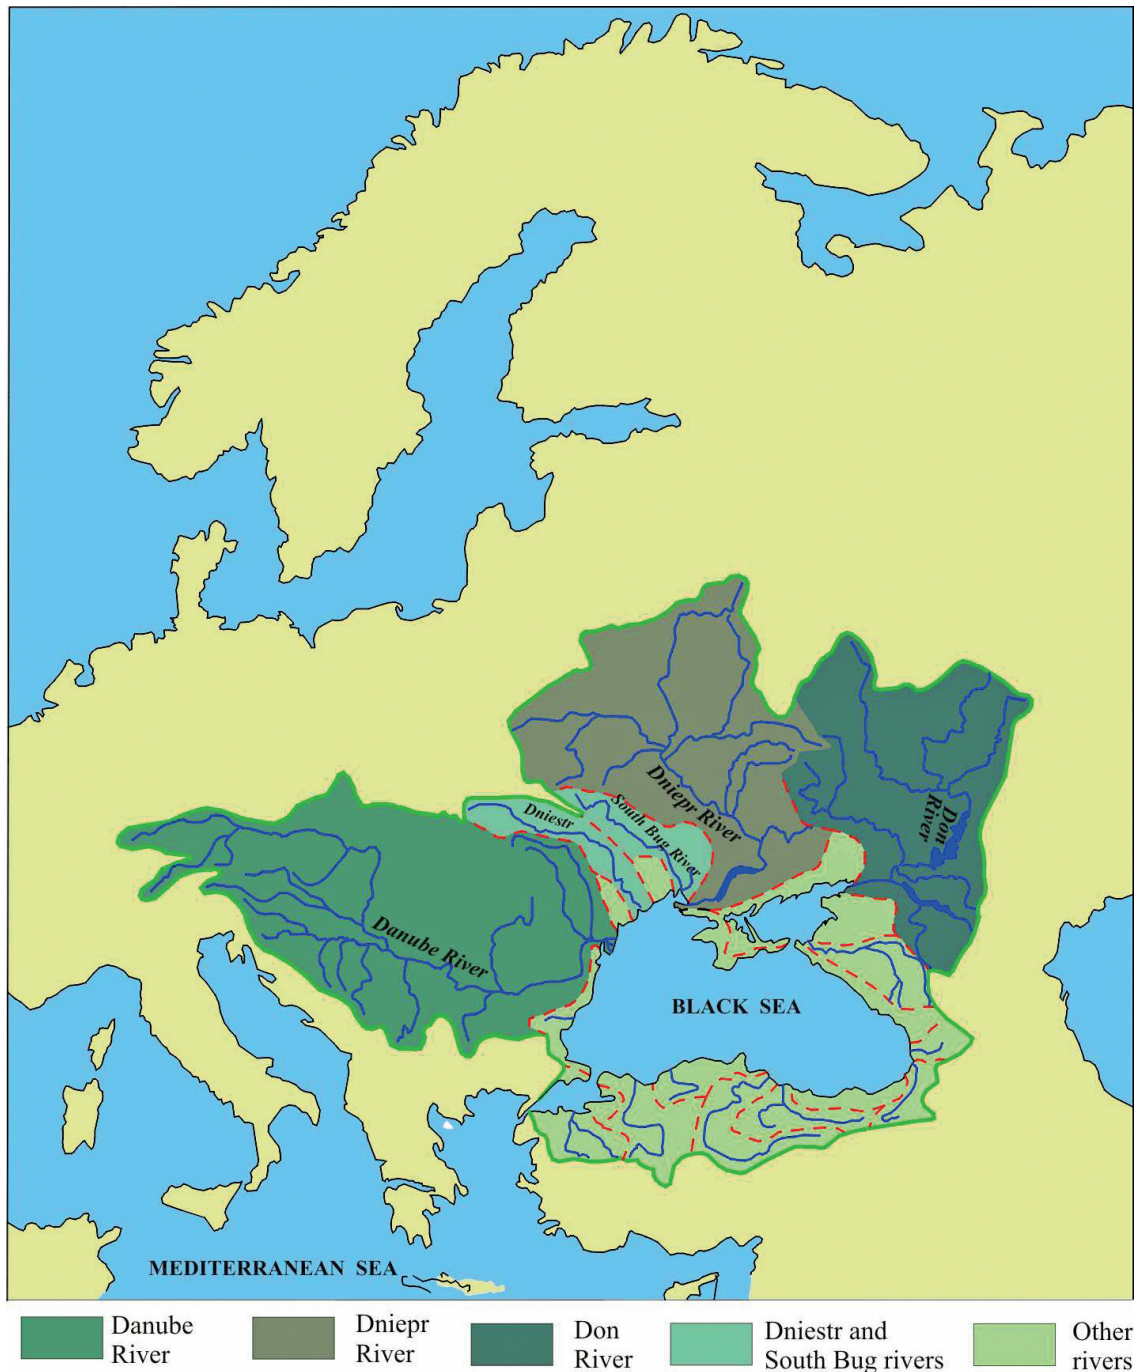 Dniestr
South Bug River
Dniepr River
Don
River
Danube River
BLACK SEA
MEDITERRANEAN SEA
Danube
River
Dniepr
River
Don
River
Dniestr and
South Bug rivers
Other
rivers